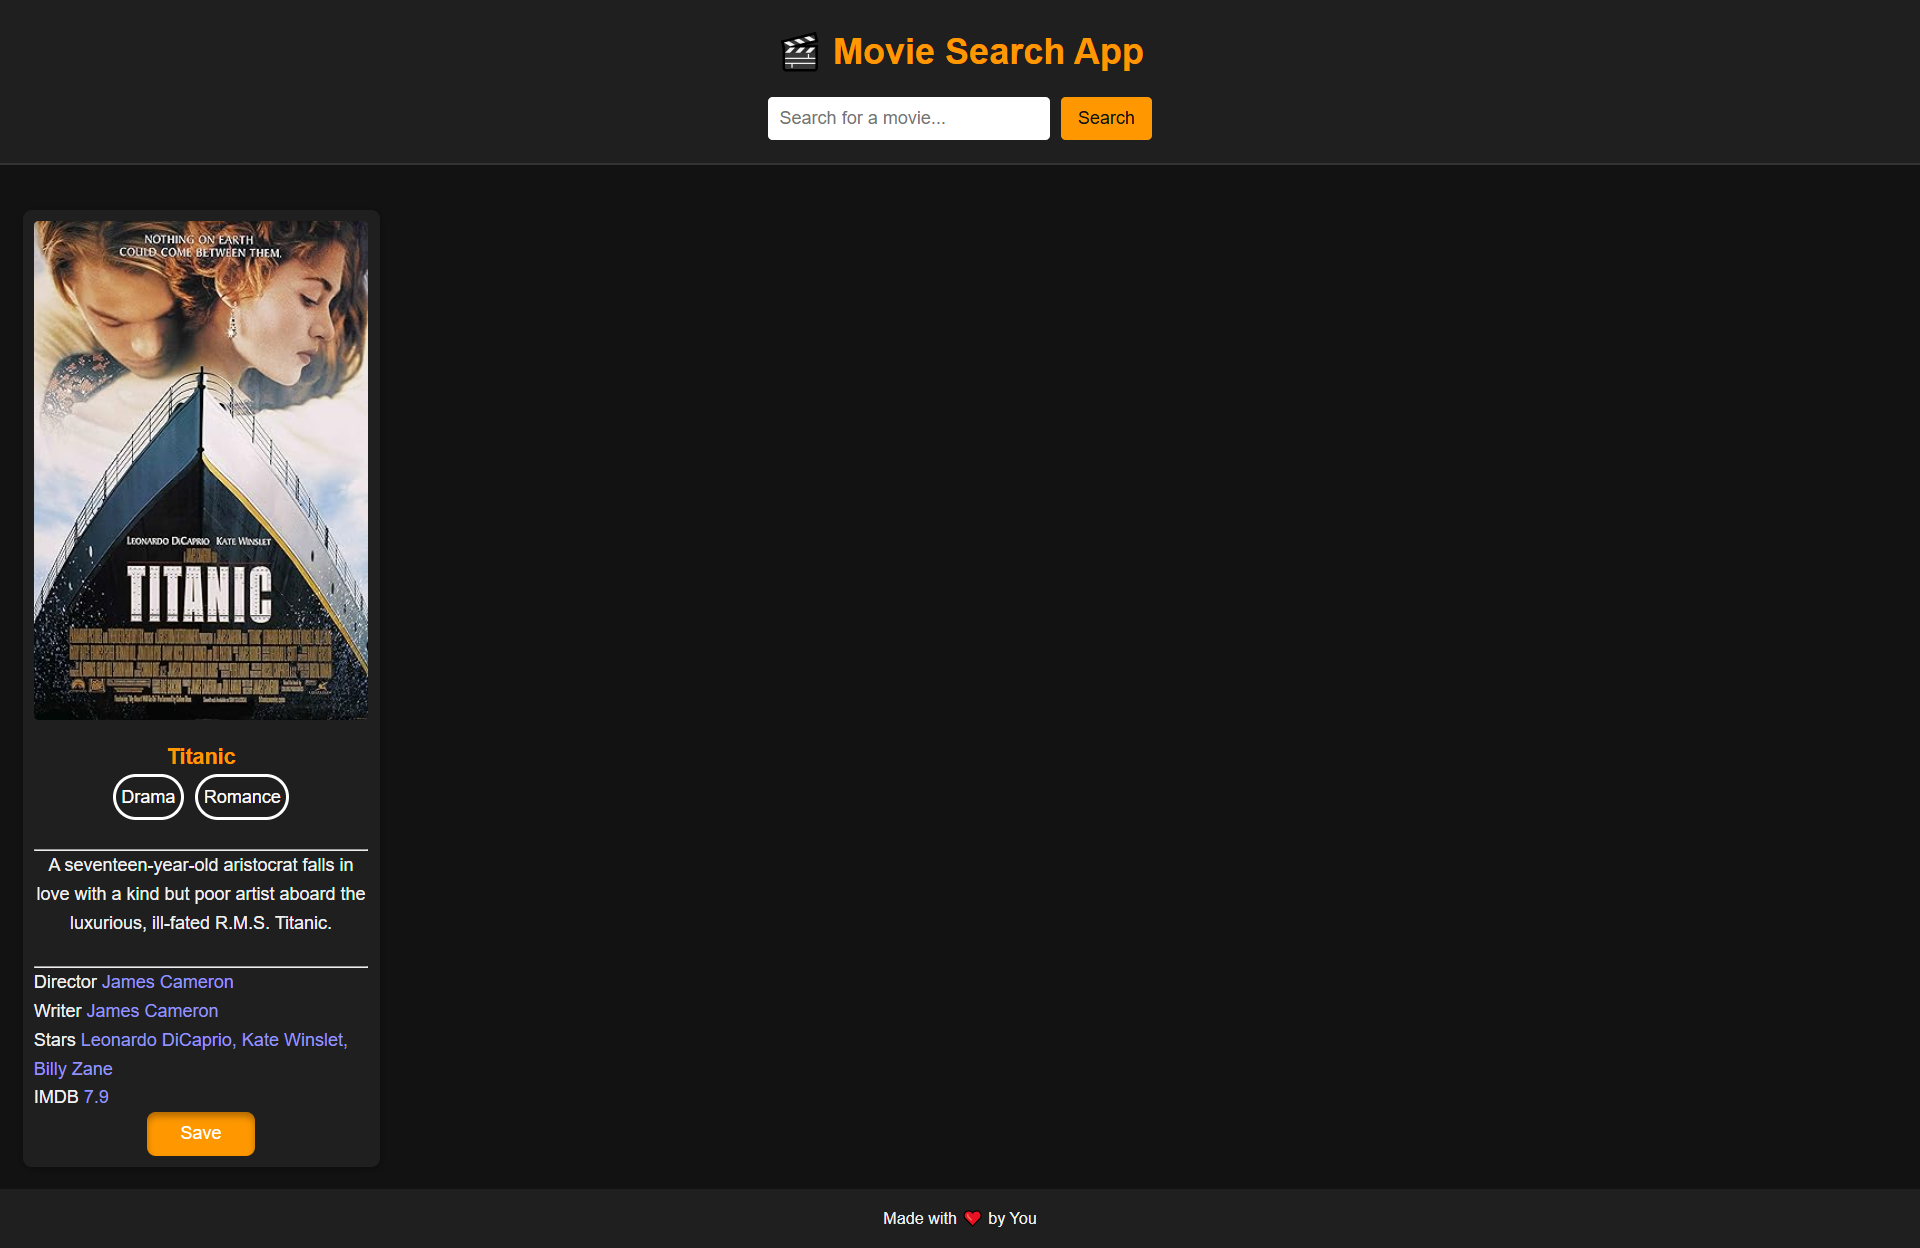 🎬 Movie Search App
Search for a movie...
Search
NOTHING ON EARTH
COULD COME BETWEEN THEM.
LEONARDO DICAPRIO KATE WINSLET
TITANIC
Titanic
Drama
Romance
A seventeen-year-old aristocrat falls in
love with a kind but poor artist aboard the
luxurious, ill-fated R.M.S. Titanic.
Director James Cameron
Writer James Cameron
Stars Leonardo DiCaprio, Kate Winslet,
Billy Zane
IMDB 7.9
Save
Made with ❤️ by You